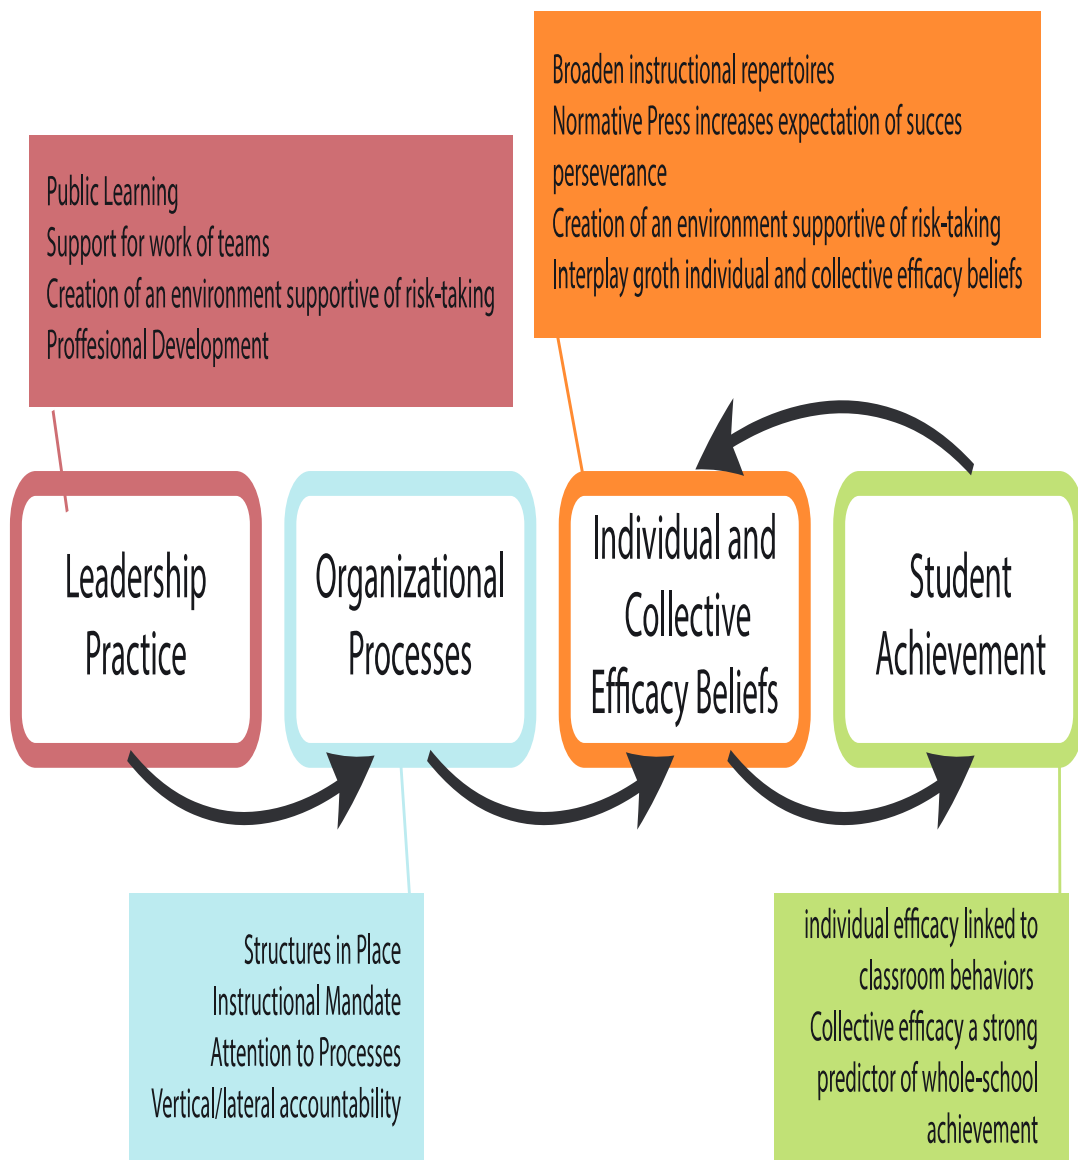 Broaden instructional repertoires
Normative Press increases expectation of succes
perseverance
Creation of an environment supportive of risk-taking
Interplay groth individual and collective efficacy beliefs
Public Learning
Support for work of teams
Creation of an environment supportive of risk-taking
Proffesional Development
Leadership
Practice
Organizational
Processes
Individual and
Collective
Efficacy Beliefs
Student
Achievement
Structures in Place
Instructional Mandate
Attention to Processes
Vertical/lateral accountability
individual efficacy linked to
classroom behaviors
Collective efficacy a strong
predictor of whole-school
achievement